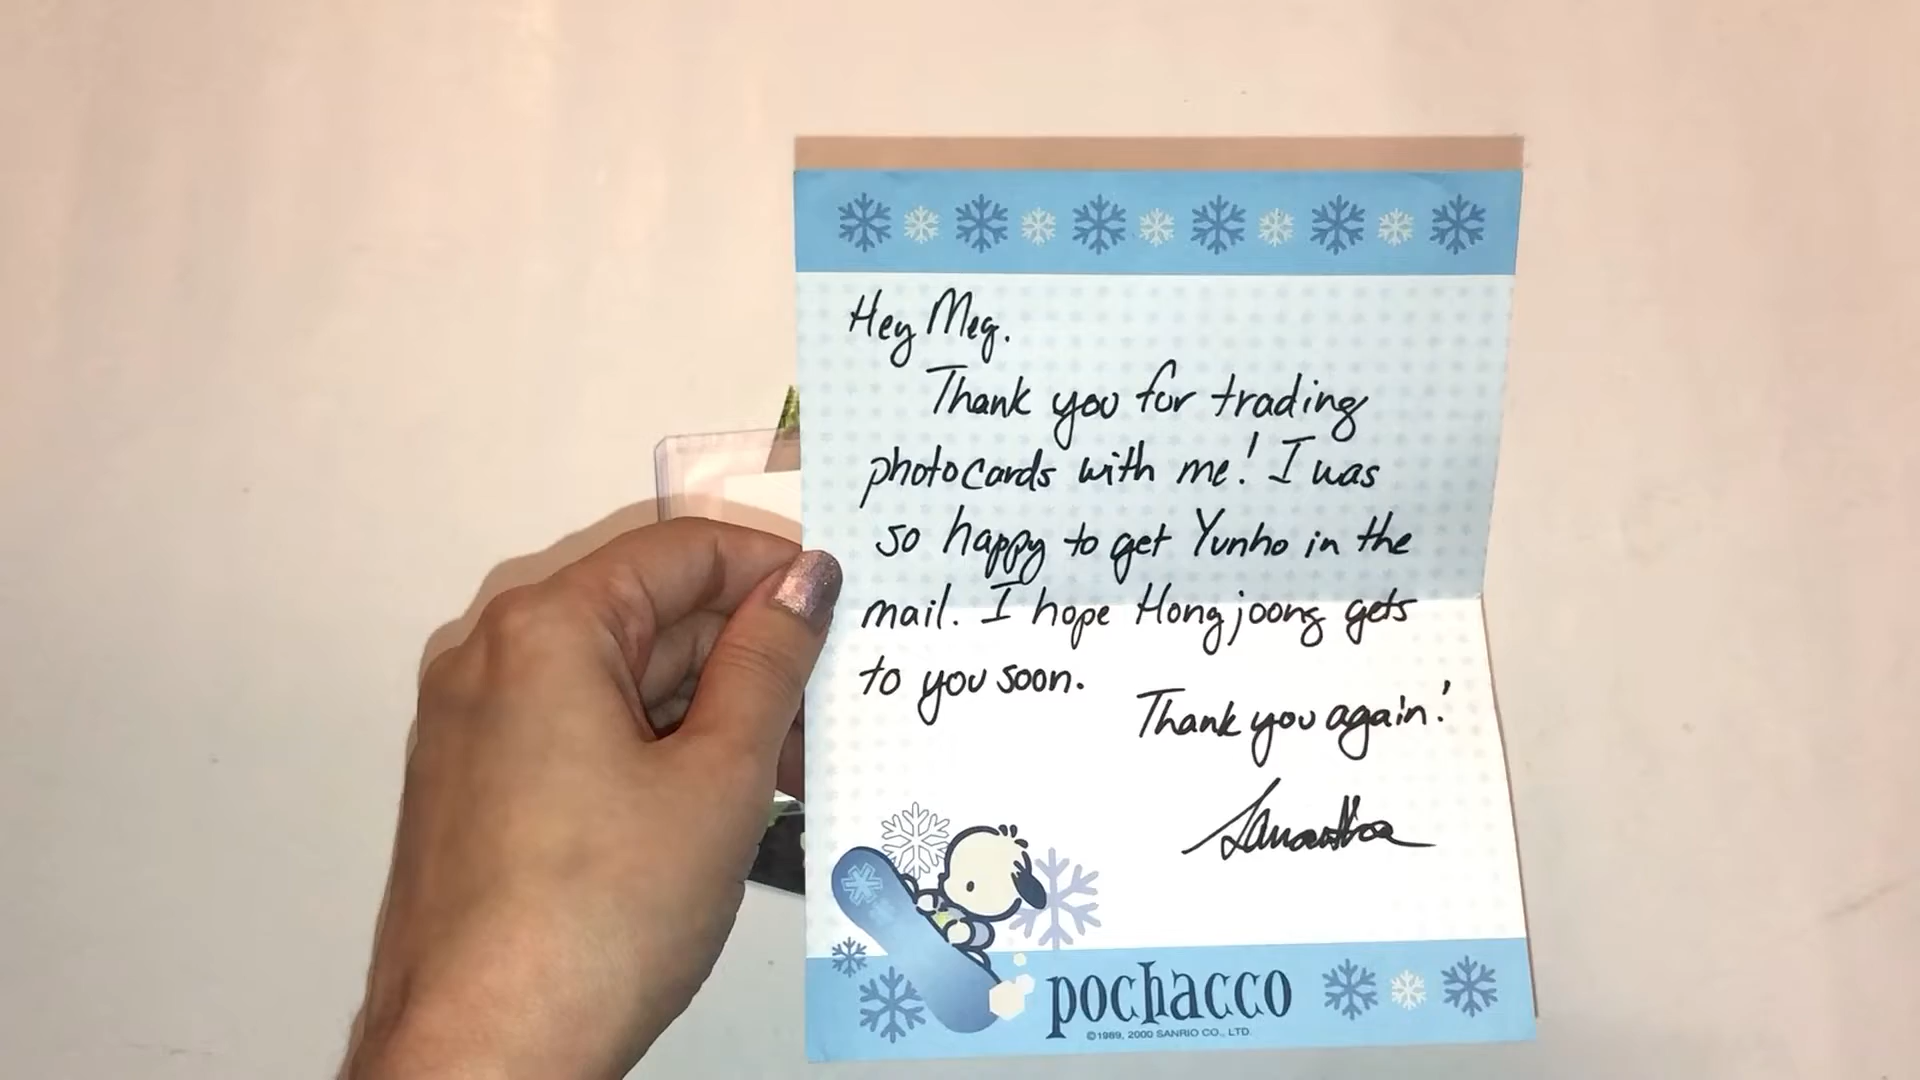 Hey Meg.
Thank you for trading
photocards with me! I was
so happy to get Yunho in the
mail. I hope Hongjoong gets
to you soon.
Thank you again!
Samantha
pochacco
©1989, 2000 SANRIO CO., LTD.